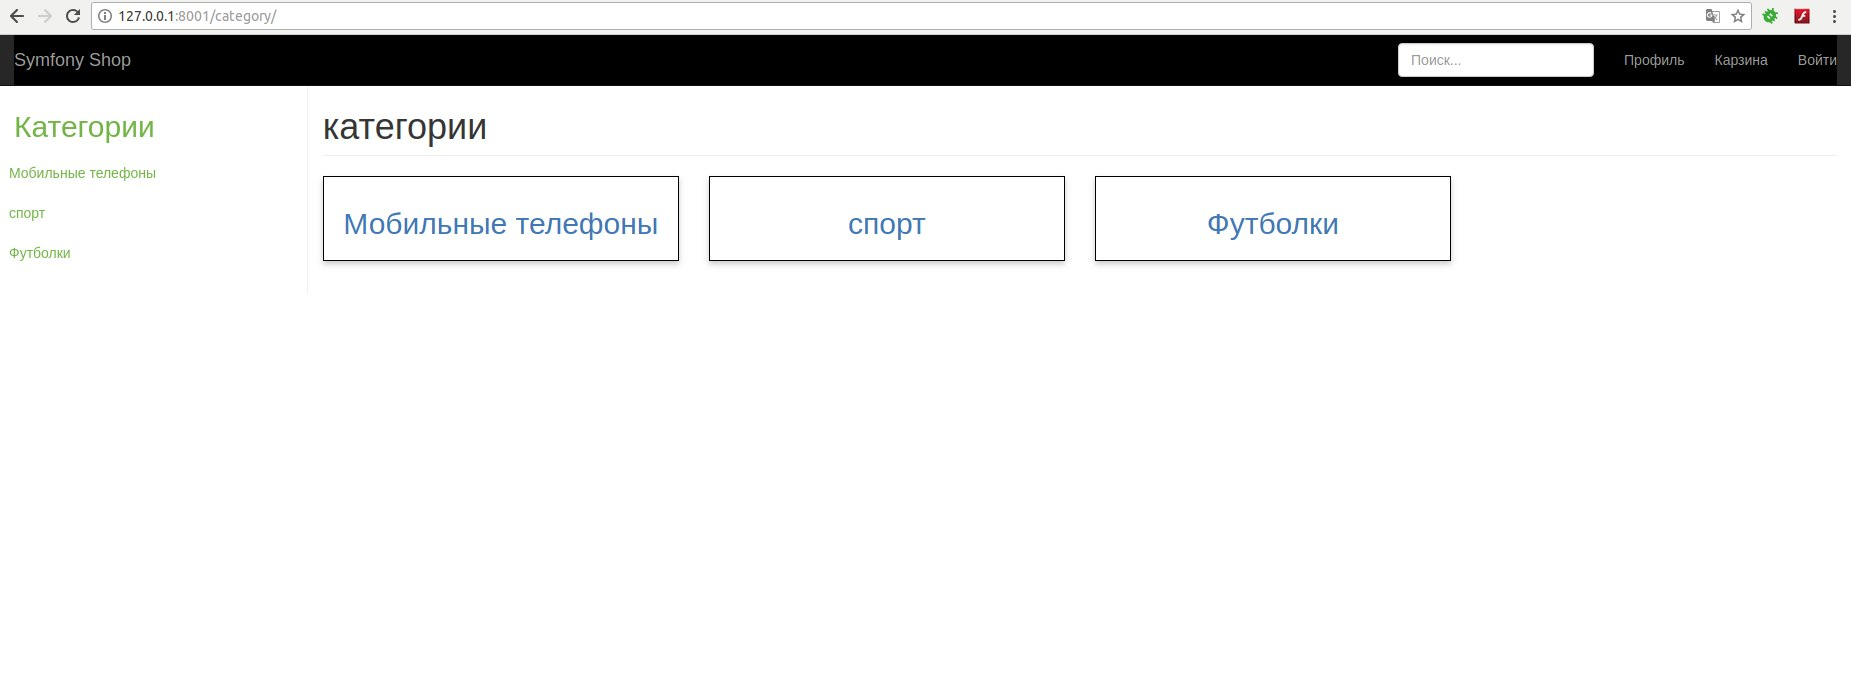 127.0.0.1:8001/category/
Symfony Shop
Поиск...
Профиль
Карзина
Войти
Категории
Мобильные телефоны
спорт
Футболки
категории
Мобильные телефоны
спорт
Футболки